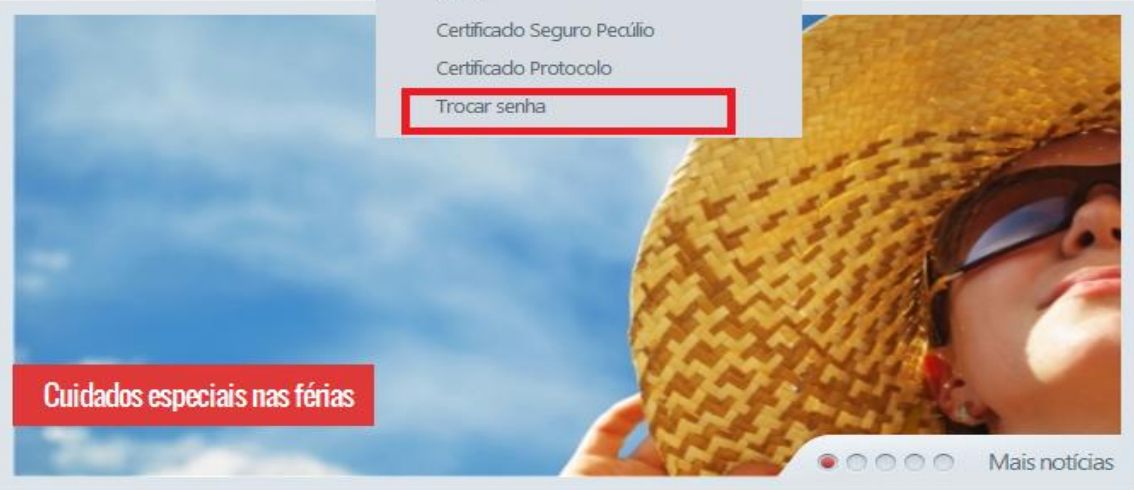 Certificado Seguro Pecúlio
Certificado Protocolo
Trocar senha
Cuidados especiais nas férias
Mais notícias